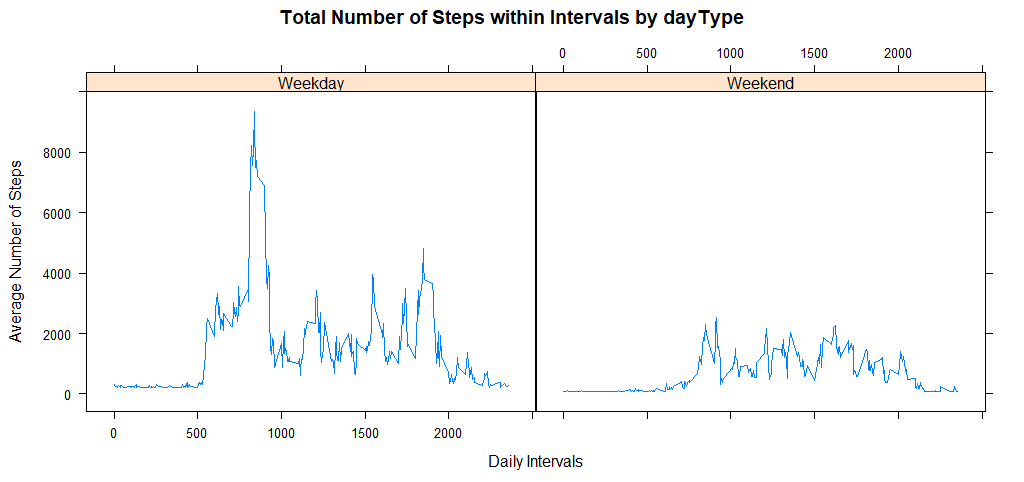 Total Number of Steps within Intervals by dayType
0 500 1000 1500 2000
Weekday Weekend
8000
6000
4000
2000
0
Average Number of Steps
0 500 1000 1500 2000
Daily Intervals